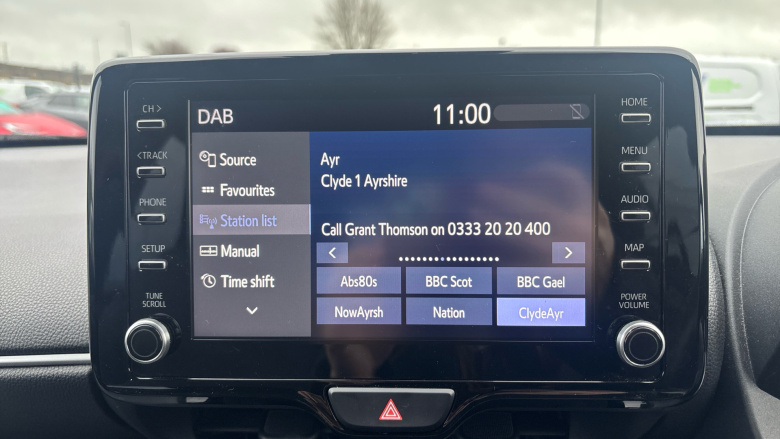 DAB
11:00
Source
Favourites
Station list
Manual
Time shift
Ayr
Clyde 1 Ayrshire
Call Grant Thomson on 0333 20 20 400
Abs80s
BBC Scot
BBC Gael
NowAyrsh
Nation
ClydeAyr
CH >
< TRACK
PHONE
SETUP
TUNE
SCROLL
HOME
MENU
AUDIO
MAP
POWER
VOLUME